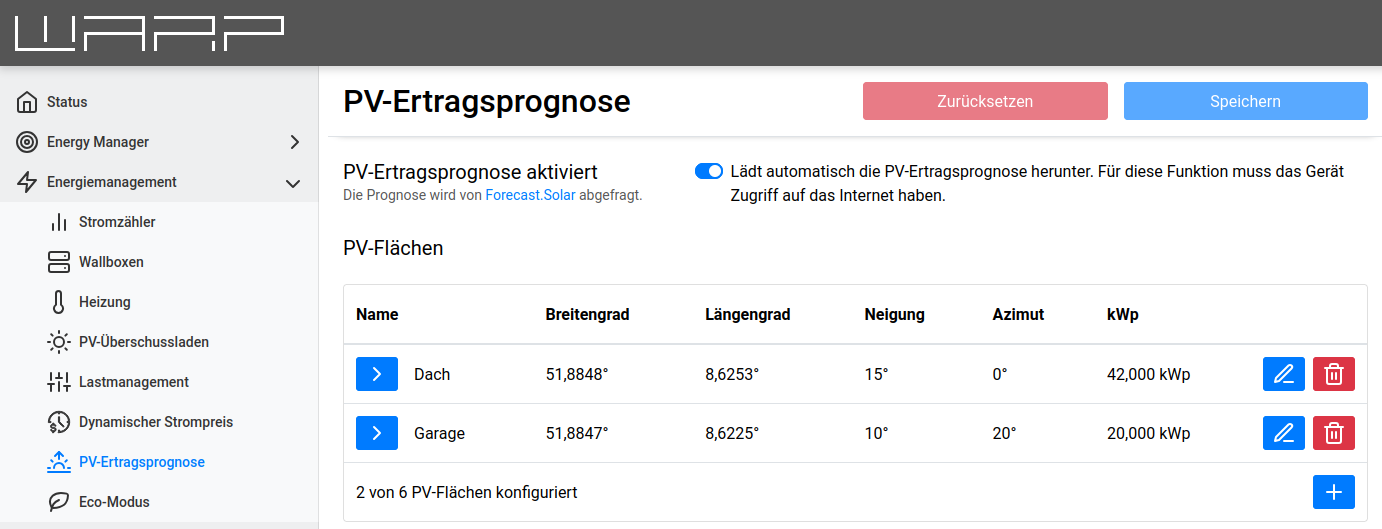 WARP
Status
Energy Manager
Energiemanagement
Stromzähler
Wallboxen
Heizung
PV-Überschussladen
Lastmanagement
Dynamischer Strompreis
PV-Ertragsprognose
Eco-Modus
PV-Ertragsprognose
Zurücksetzen
Speichern
PV-Ertragsprognose aktiviert
Die Prognose wird von Forecast.Solar abgefragt.
Lädt automatisch die PV-Ertragsprognose herunter. Für diese Funktion muss das Gerät
Zugriff auf das Internet haben.
PV-Flächen
Name Breitengrad Längengrad Neigung Azimut kWp
Dach 51,8848° 8,6253° 15° 0° 42,000 kWp
Garage 51,8847° 8,6225° 10° 20° 20,000 kWp
2 von 6 PV-Flächen konfiguriert